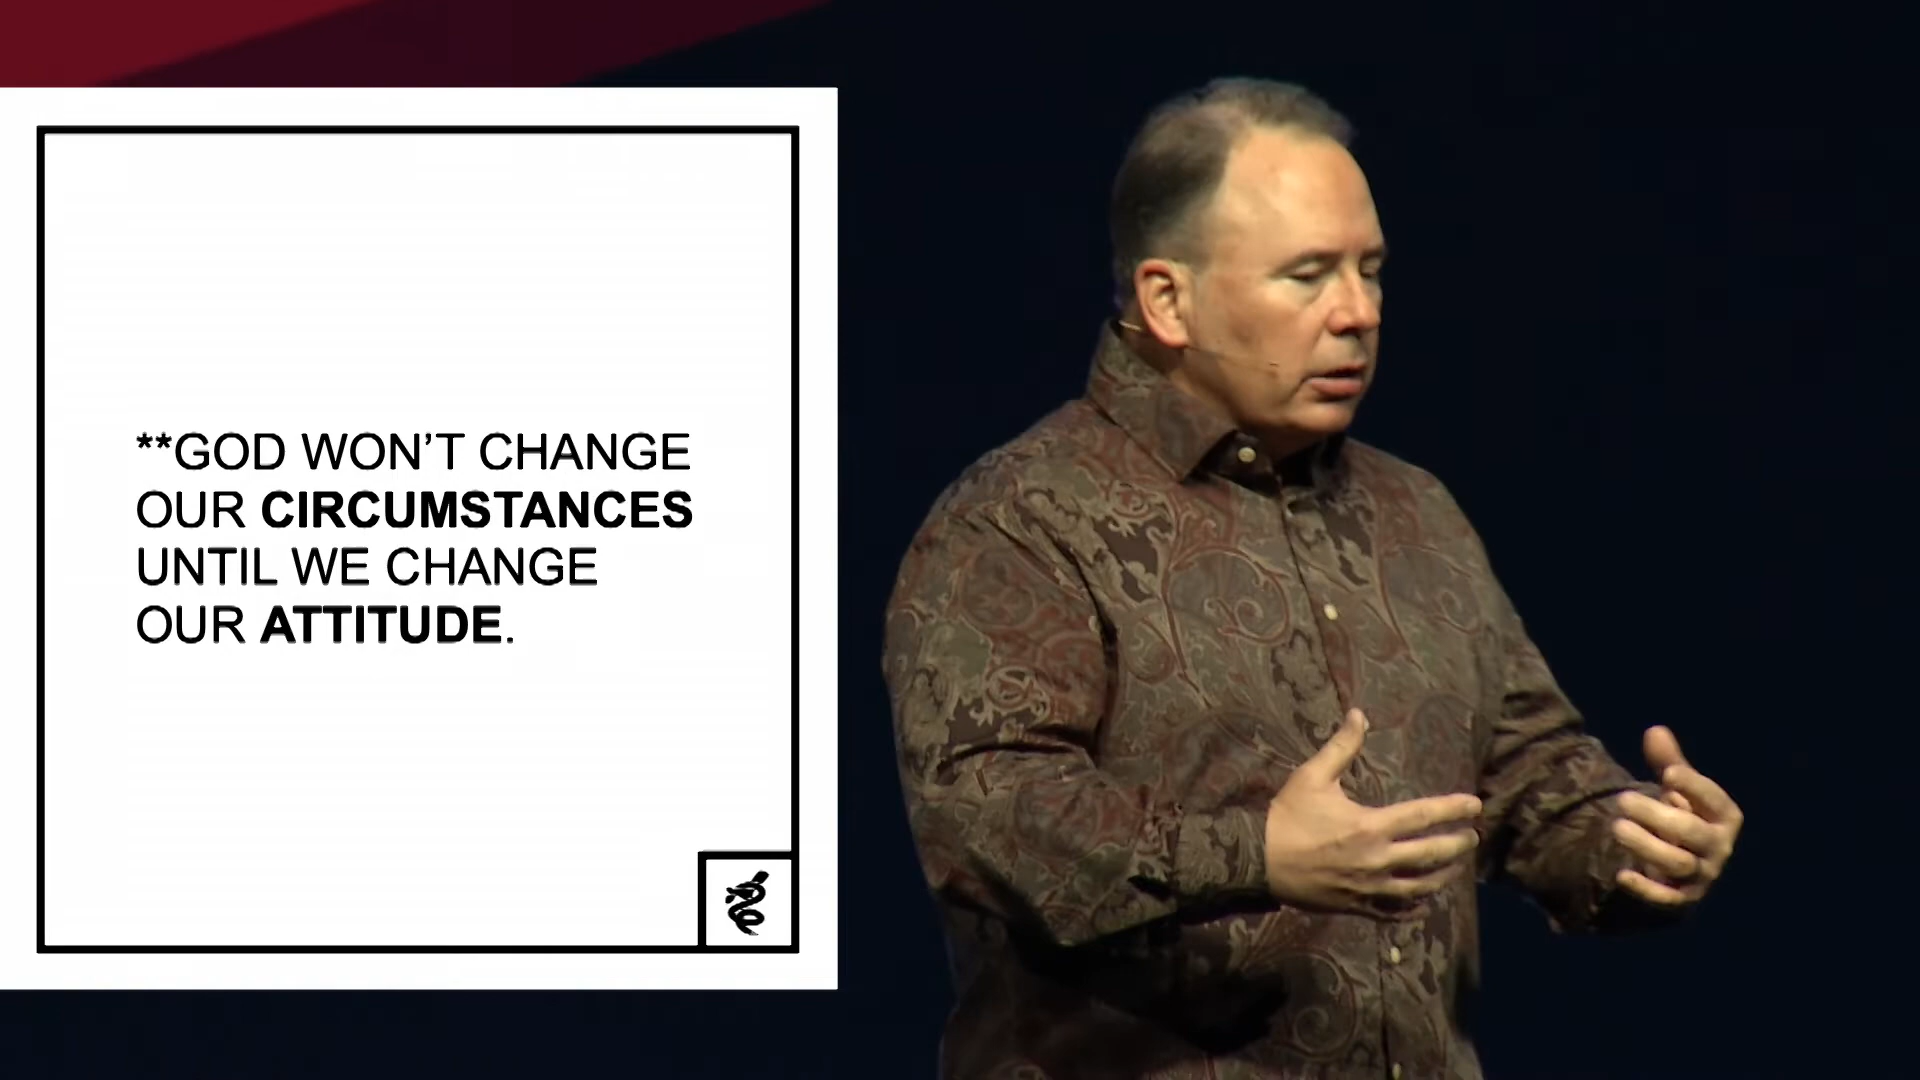 **GOD WON’T CHANGE
OUR CIRCUMSTANCES
UNTIL WE CHANGE
OUR ATTITUDE.